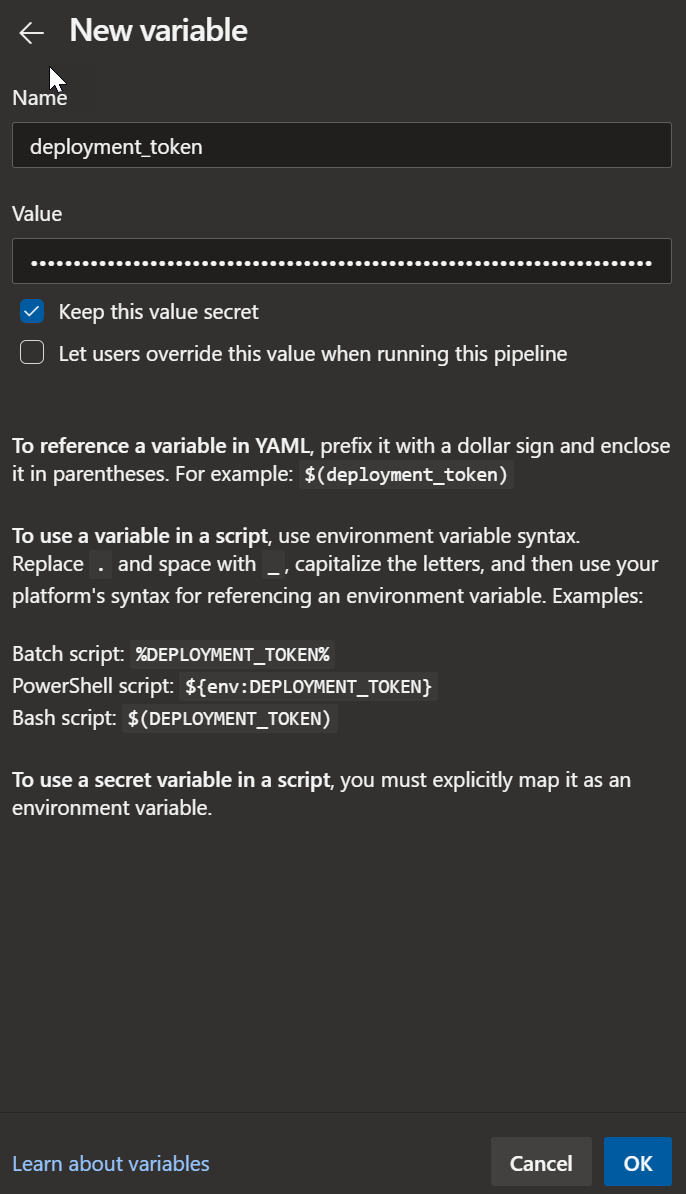 New variable
Name
deployment_token
Value
Keep this value secret
Let users override this value when running this pipeline
To reference a variable in YAML, prefix it with a dollar sign and enclose
it in parentheses. For example: $(deployment_token)
To use a variable in a script, use environment variable syntax.
Replace . and space with _, capitalize the letters, and then use your
platform's syntax for referencing an environment variable. Examples:
Batch script: %DEPLOYMENT_TOKEN%
PowerShell script: ${env:DEPLOYMENT_TOKEN}
Bash script: $(DEPLOYMENT_TOKEN)
To use a secret variable in a script, you must explicitly map it as an
environment variable.
Learn about variables
Cancel
OK